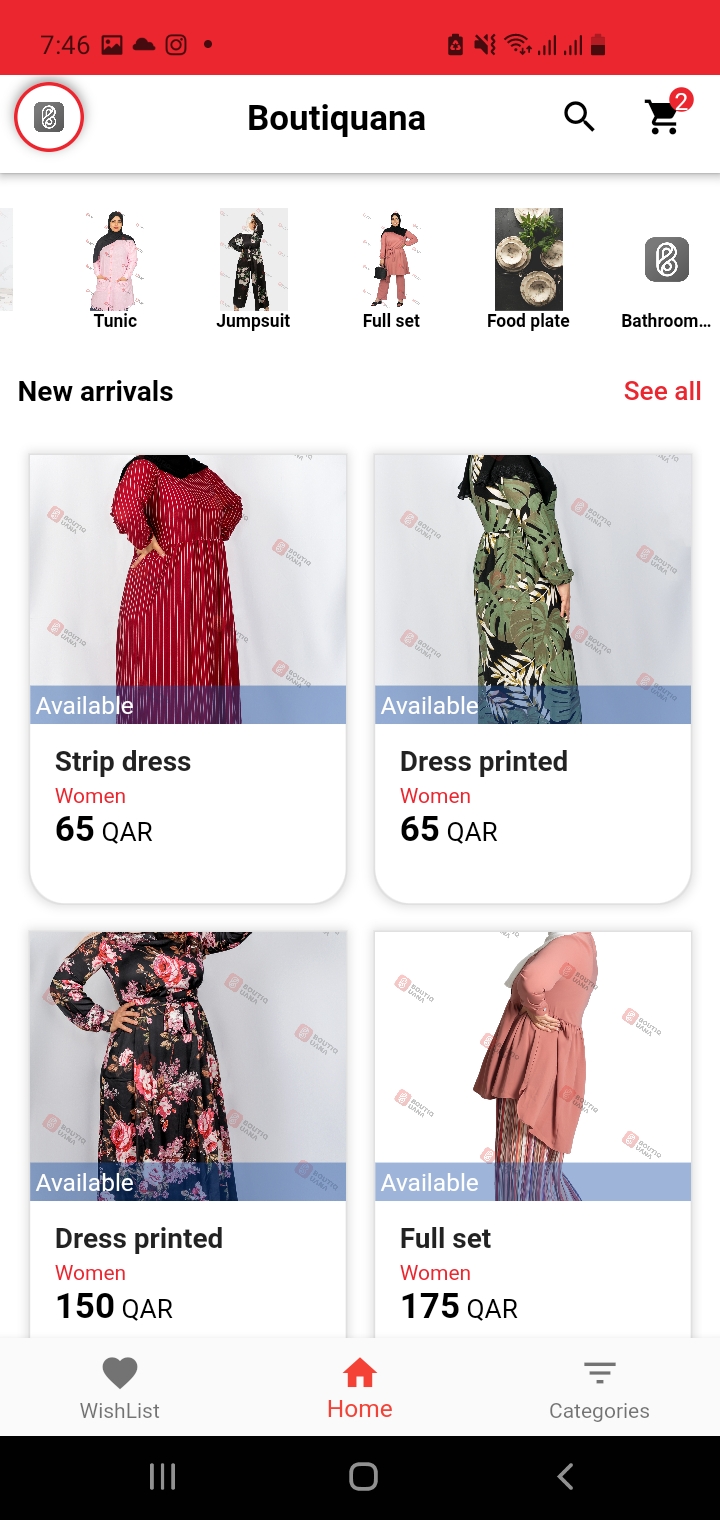 7:46
Boutiquana
2
Tunic
Jumpsuit
Full set
Food plate
Bathroom...
New arrivals
See all
BOUTIQ
UANA
Available
Available
Strip dress
Women
65 QAR
Dress printed
Women
65 QAR
Available
Available
Dress printed
Women
150 QAR
Full set
Women
175 QAR
WishList
Home
Categories